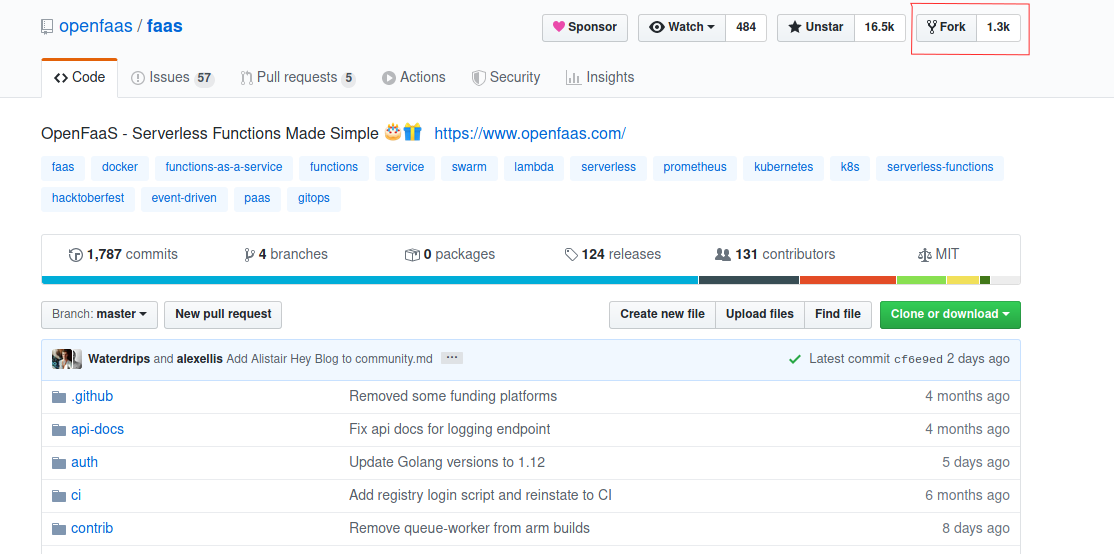 openfaas / faas
Sponsor Watch 484 Unstar 16.5k Fork 1.3k
Code Issues 57 Pull requests 5 Actions Security Insights
OpenFaaS - Serverless Functions Made Simple 🎂🎁 https://www.openfaas.com/
faas docker functions-as-a-service functions service swarm lambda serverless prometheus kubernetes k8s serverless-functions
hacktoberfest event-driven paas gitops
1,787 commits 4 branches 0 packages 124 releases 131 contributors MIT
Branch: master New pull request Create new file Upload files Find file Clone or download
Waterdrips and alexellis Add Alistair Hey Blog to community.md ... Latest commit cf6e9ed 2 days ago
.github Removed some funding platforms 4 months ago
api-docs Fix api docs for logging endpoint 4 months ago
auth Update Golang versions to 1.12 5 days ago
ci Add registry login script and reinstate to CI 6 months ago
contrib Remove queue-worker from arm builds 8 days ago